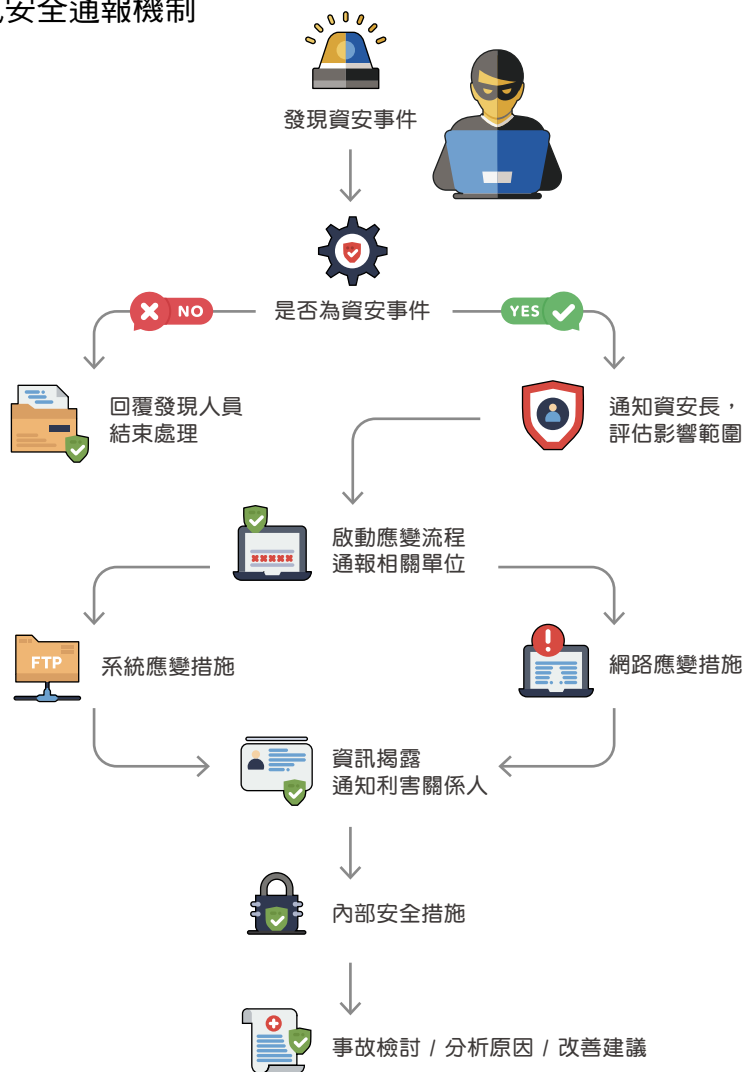 安全通報機制
發現資安事件
NO
是否為資安事件
YES
回覆發現人員
結束處理
通知資安長，
評估影響範圍
啟動應變流程
通報相關單位
FTP
系統應變措施
網路應變措施
資訊揭露
通知利害關係人
內部安全措施
事故檢討 / 分析原因 / 改善建議